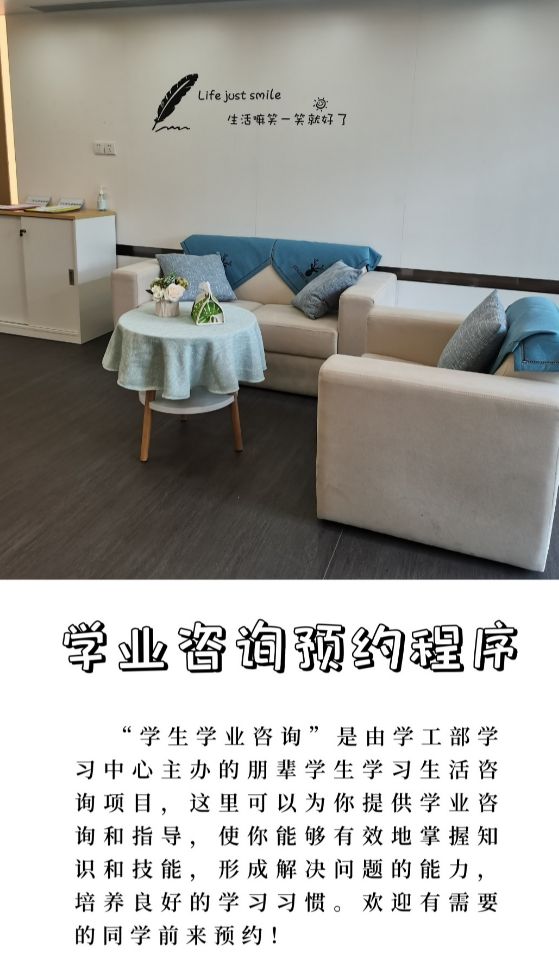 Life just smile
生活嘛笑一笑就好了
学业咨询预约程序
“学生学业咨询”是由学工部学
习中心主办的朋辈学生学习生活咨
询项目，这里可以为你提供学业咨
询和指导，使你能够有效地掌握知
识和技能，形成解决问题的能力，
培养良好的学习习惯。欢迎有需要
的同学前来预约！